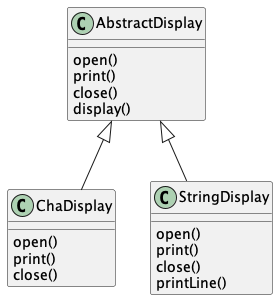 C AbstractDisplay
open()
print()
close()
display()
C ChaDisplay
open()
print()
close()
C StringDisplay
open()
print()
close()
printLine()